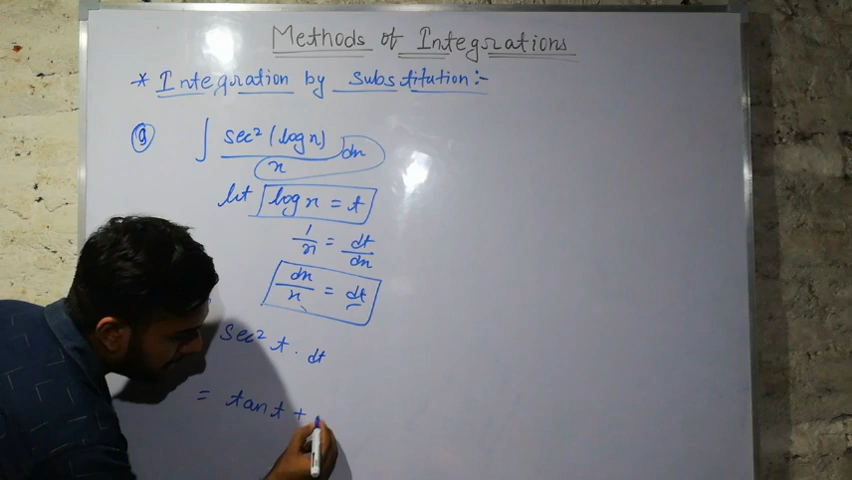 Methods of Integrations
* Integration by Substitution:-
9 ∫ sec² (log x) / x dx
let log x = t
1/x = dt/dx
dx/x = dt
sec² t . dt
= tan t +